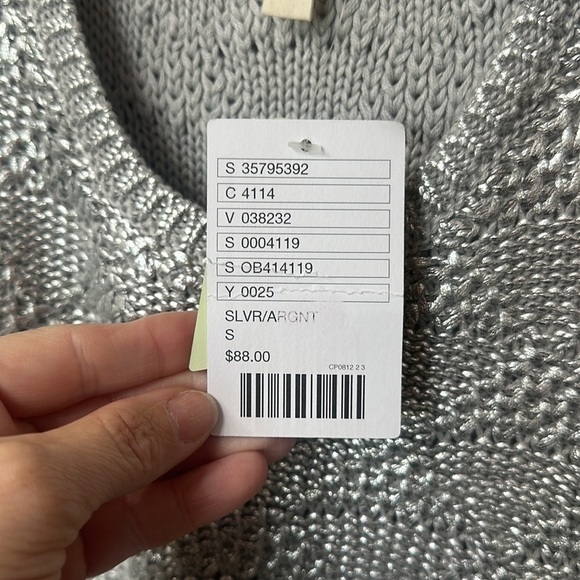 S 35795392
C 4114
V 038232
S 0004119
S OB414119
Y 0025
SLVR/ARGNT
S
$88.00
CP0812 2 3